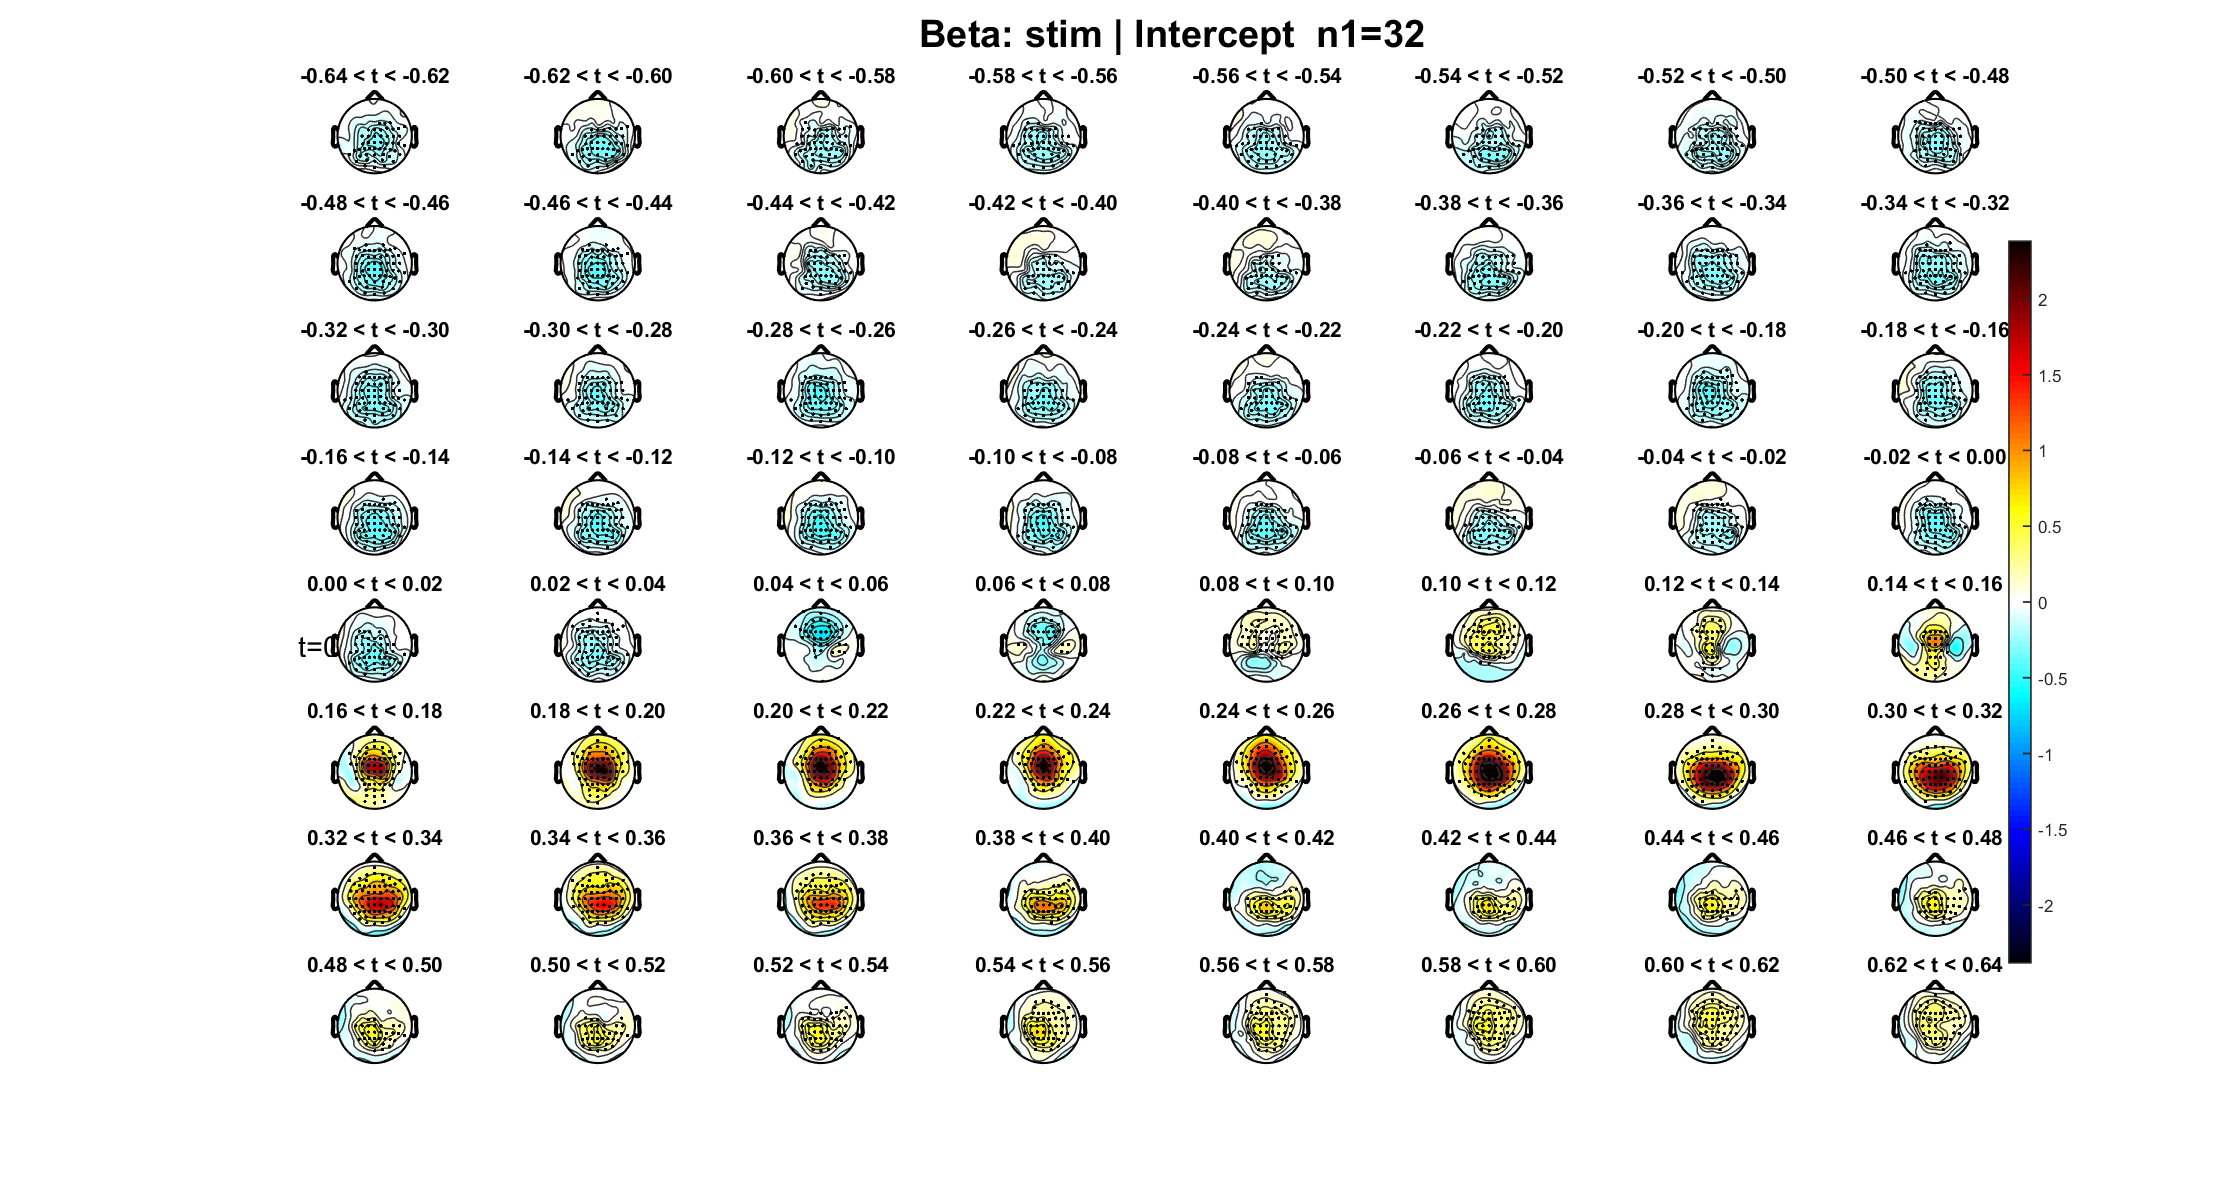 Beta: stim | Intercept  n1=32
-0.64 < t < -0.62 -0.62 < t < -0.60 -0.60 < t < -0.58 -0.58 < t < -0.56 -0.56 < t < -0.54 -0.54 < t < -0.52 -0.52 < t < -0.50 -0.50 < t < -0.48
-0.48 < t < -0.46 -0.46 < t < -0.44 -0.44 < t < -0.42 -0.42 < t < -0.40 -0.40 < t < -0.38 -0.38 < t < -0.36 -0.36 < t < -0.34 -0.34 < t < -0.32
-0.32 < t < -0.30 -0.30 < t < -0.28 -0.28 < t < -0.26 -0.26 < t < -0.24 -0.24 < t < -0.22 -0.22 < t < -0.20 -0.20 < t < -0.18 -0.18 < t < -0.16
-0.16 < t < -0.14 -0.14 < t < -0.12 -0.12 < t < -0.10 -0.10 < t < -0.08 -0.08 < t < -0.06 -0.06 < t < -0.04 -0.04 < t < -0.02 -0.02 < t < 0.00
0.00 < t < 0.02 0.02 < t < 0.04 0.04 < t < 0.06 0.06 < t < 0.08 0.08 < t < 0.10 0.10 < t < 0.12 0.12 < t < 0.14 0.14 < t < 0.16
t=0
0.16 < t < 0.18 0.18 < t < 0.20 0.20 < t < 0.22 0.22 < t < 0.24 0.24 < t < 0.26 0.26 < t < 0.28 0.28 < t < 0.30 0.30 < t < 0.32
0.32 < t < 0.34 0.34 < t < 0.36 0.36 < t < 0.38 0.38 < t < 0.40 0.40 < t < 0.42 0.42 < t < 0.44 0.44 < t < 0.46 0.46 < t < 0.48
0.48 < t < 0.50 0.50 < t < 0.52 0.52 < t < 0.54 0.54 < t < 0.56 0.56 < t < 0.58 0.58 < t < 0.60 0.60 < t < 0.62 0.62 < t < 0.64
2
1.5
1
0.5
0
-0.5
-1
-1.5
-2